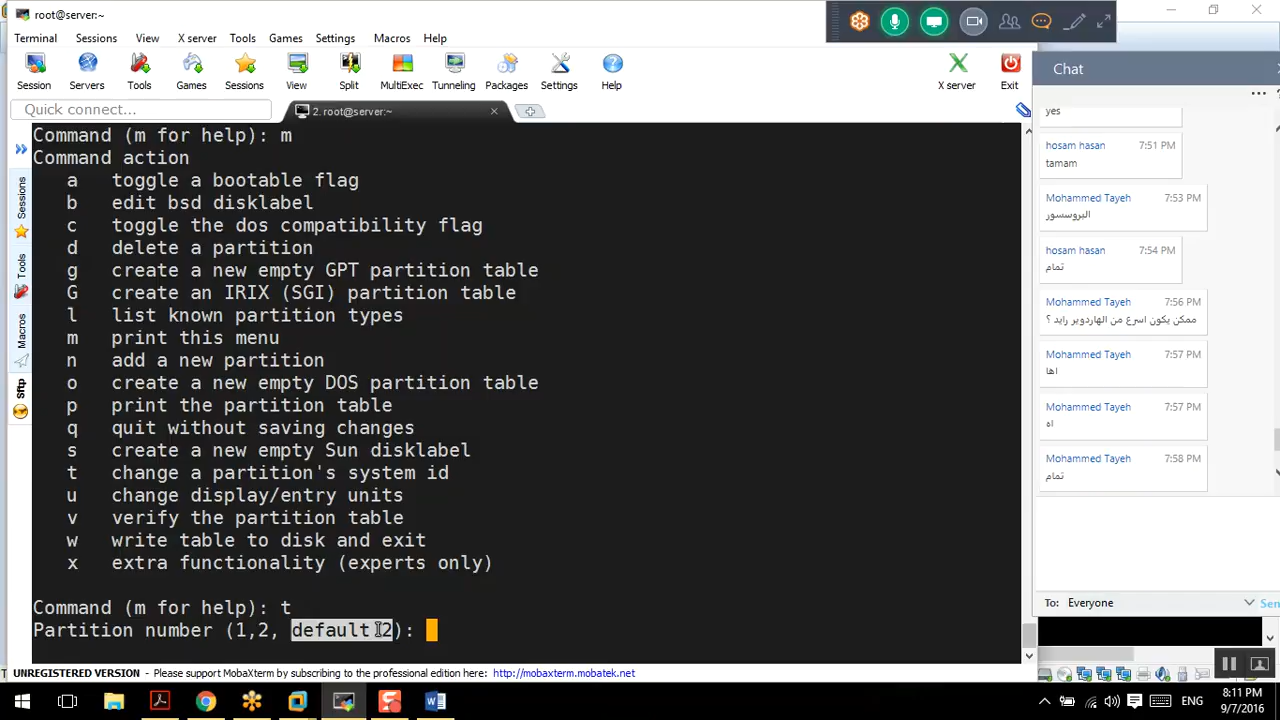 root@server:~
Terminal Sessions View X server Tools Games Settings Macros Help
Session Servers Tools Games Sessions View Split MultiExec Tunneling Packages Settings Help X server Exit
Quick connect...
2. root@server:~
Sessions
Tools
Macros
Sftp
Command (m for help): m
Command action
a toggle a bootable flag
b edit bsd disklabel
c toggle the dos compatibility flag
d delete a partition
g create a new empty GPT partition table
G create an IRIX (SGI) partition table
l list known partition types
m print this menu
n add a new partition
o create a new empty DOS partition table
p print the partition table
q quit without saving changes
s create a new empty Sun disklabel
t change a partition's system id
u change display/entry units
v verify the partition table
w write table to disk and exit
x extra functionality (experts only)
Command (m for help): t
Partition number (1,2, default 2):
UNREGISTERED VERSION - Please support MobaXterm by subscribing to the professional edition here: http://mobaxterm.mobatek.net
Chat
yes
hosam hasan 7:51 PM
tamam
Mohammed Tayeh 7:53 PM
البروسسور
hosam hasan 7:54 PM
تمام
Mohammed Tayeh 7:56 PM
ممكن يكون اسرع من الهاردوير رايد ؟
Mohammed Tayeh 7:57 PM
اها
Mohammed Tayeh 7:57 PM
اه
Mohammed Tayeh 7:58 PM
تمام
To: Everyone
ENG
8:11 PM
9/7/2016